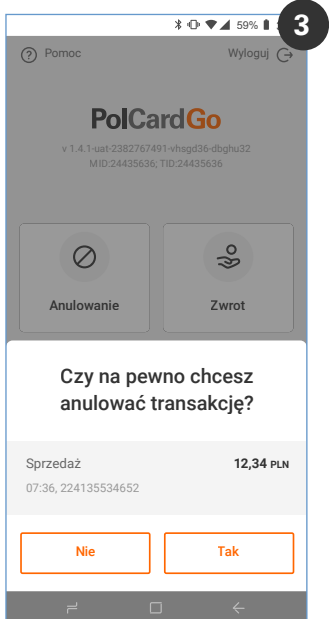 59%
3
Pomoc
Wyloguj
PolCardGo
v 1.4.1-uat-2382767491-vhsgd36-dbghu32
MID:24435636; TID:24435636
Anulowanie
Zwrot
Czy na pewno chcesz
anulować transakcję?
Sprzedaż 12,34 PLN
07:36, 224135534652
Nie
Tak